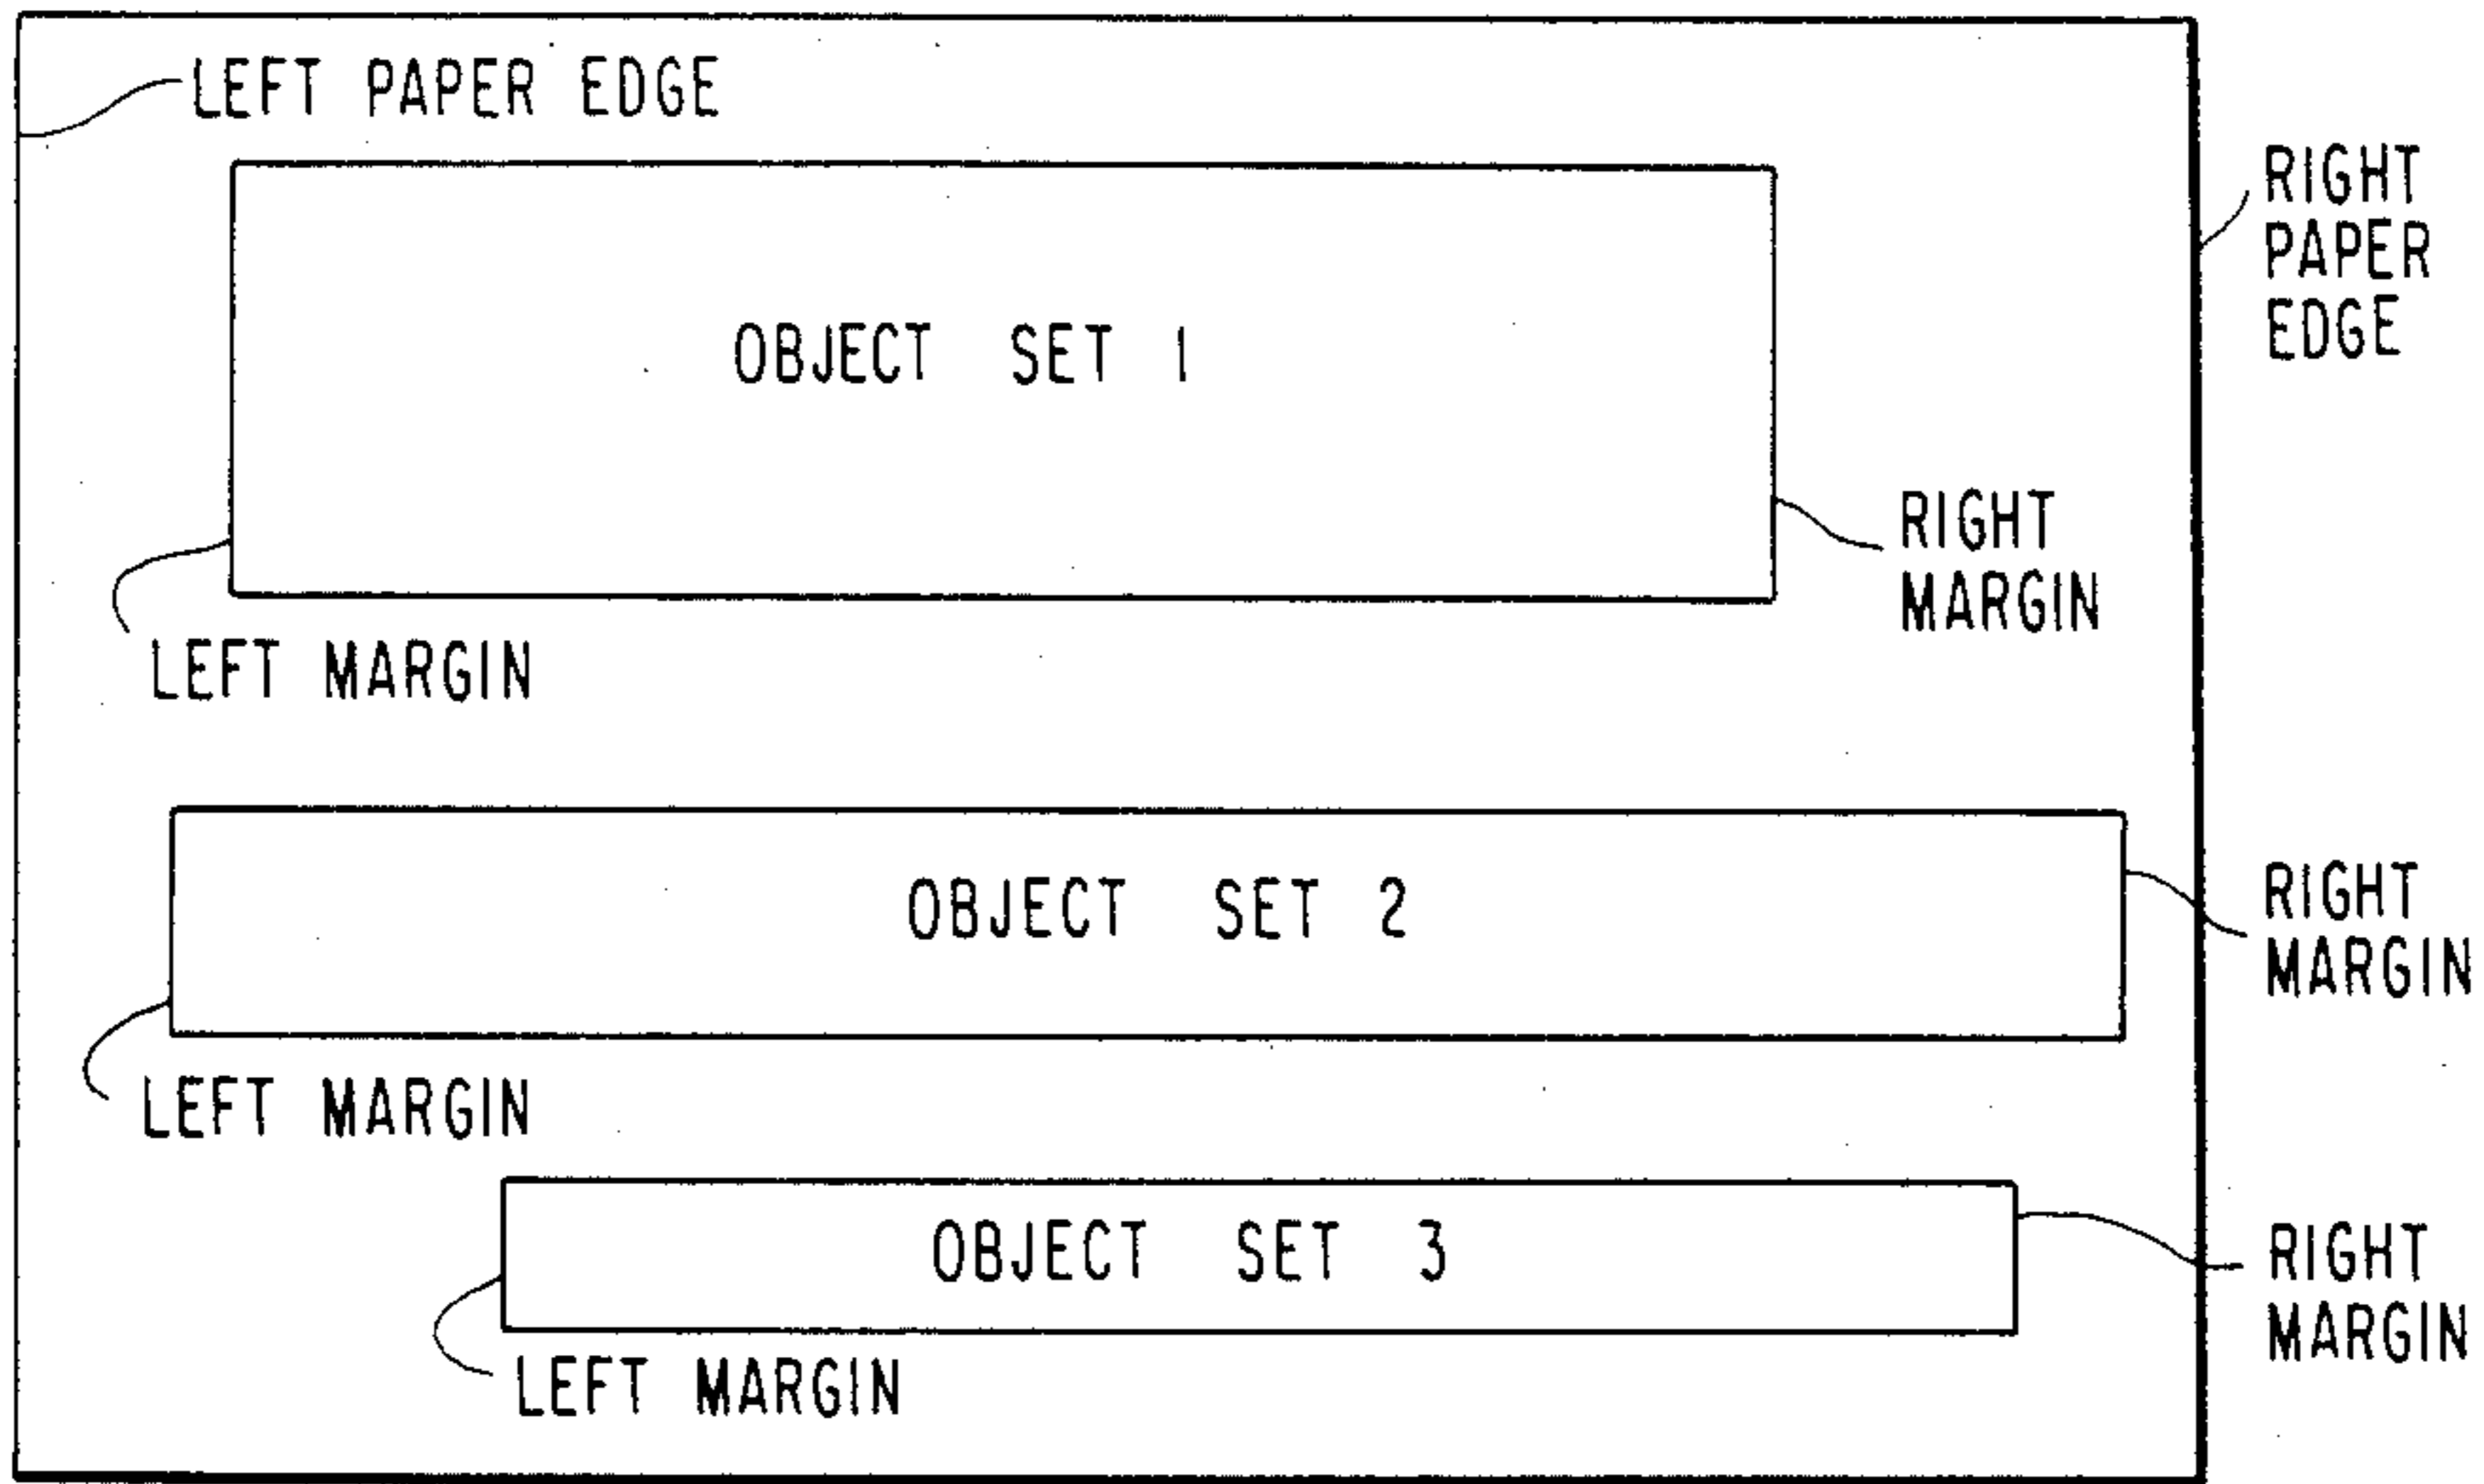 LEFT PAPER EDGE
RIGHT
PAPER
EDGE
OBJECT SET 1
RIGHT
MARGIN
LEFT MARGIN
OBJECT SET 2
RIGHT
MARGIN
LEFT MARGIN
OBJECT SET 3
RIGHT
MARGIN
LEFT MARGIN